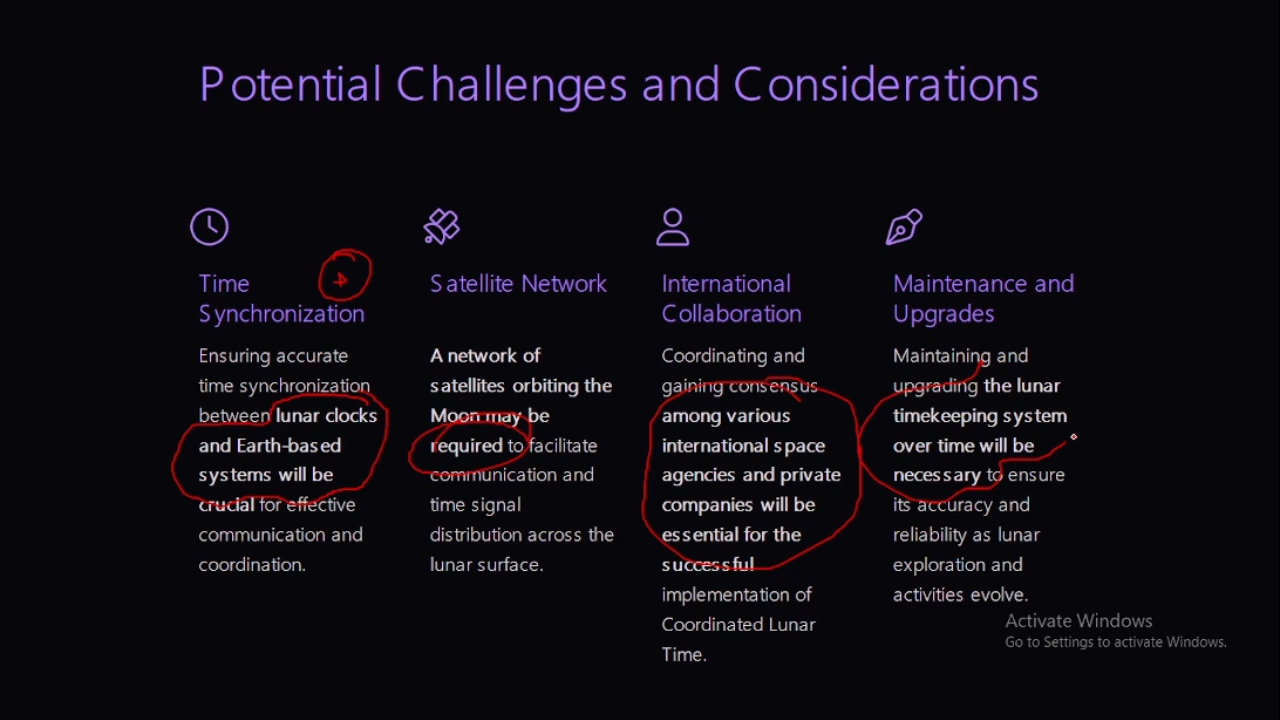 Potential Challenges and Considerations
Time
Synchronization
Ensuring accurate
time synchronization
between lunar clocks
and Earth-based
systems will be
crucial for effective
communication and
coordination.
Satellite Network
A network of
satellites orbiting the
Moon may be
required to facilitate
communication and
time signal
distribution across the
lunar surface.
International
Collaboration
Coordinating and
gaining consensus
among various
international space
agencies and private
companies will be
essential for the
successful
implementation of
Coordinated Lunar
Time.
Maintenance and
Upgrades
Maintaining and
upgrading the lunar
timekeeping system
over time will be
necessary to ensure
its accuracy and
reliability as lunar
exploration and
activities evolve.
Activate Windows
Go to Settings to activate Windows.